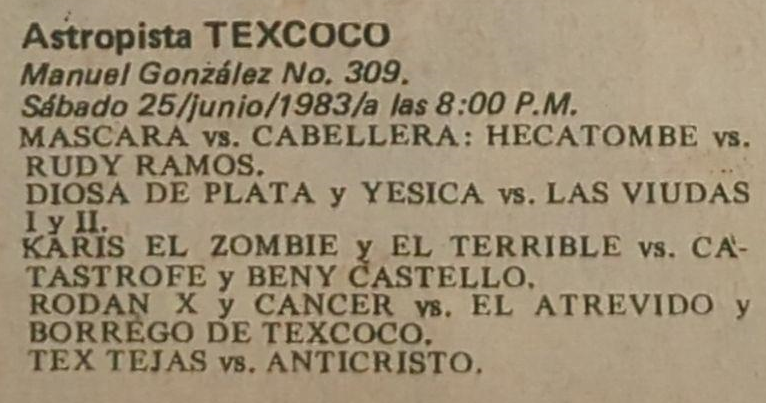 Astropista TEXCOCO
Manuel González No. 309.
Sábado 25/junio/1983/a las 8:00 P.M.
MASCARA vs. CABELLERA: HECATOMBE vs.
RUDY RAMOS.
DIOSA DE PLATA y YESICA vs. LAS VIUDAS
I y II.
KARIS EL ZOMBIE y EL TERRIBLE vs. CA-
TASTROFE y BENY CASTELLO.
RODAN X y CANCER vs. EL ATREVIDO y
BORREGO DE TEXCOCO.
TEX TEJAS vs. ANTICRISTO.